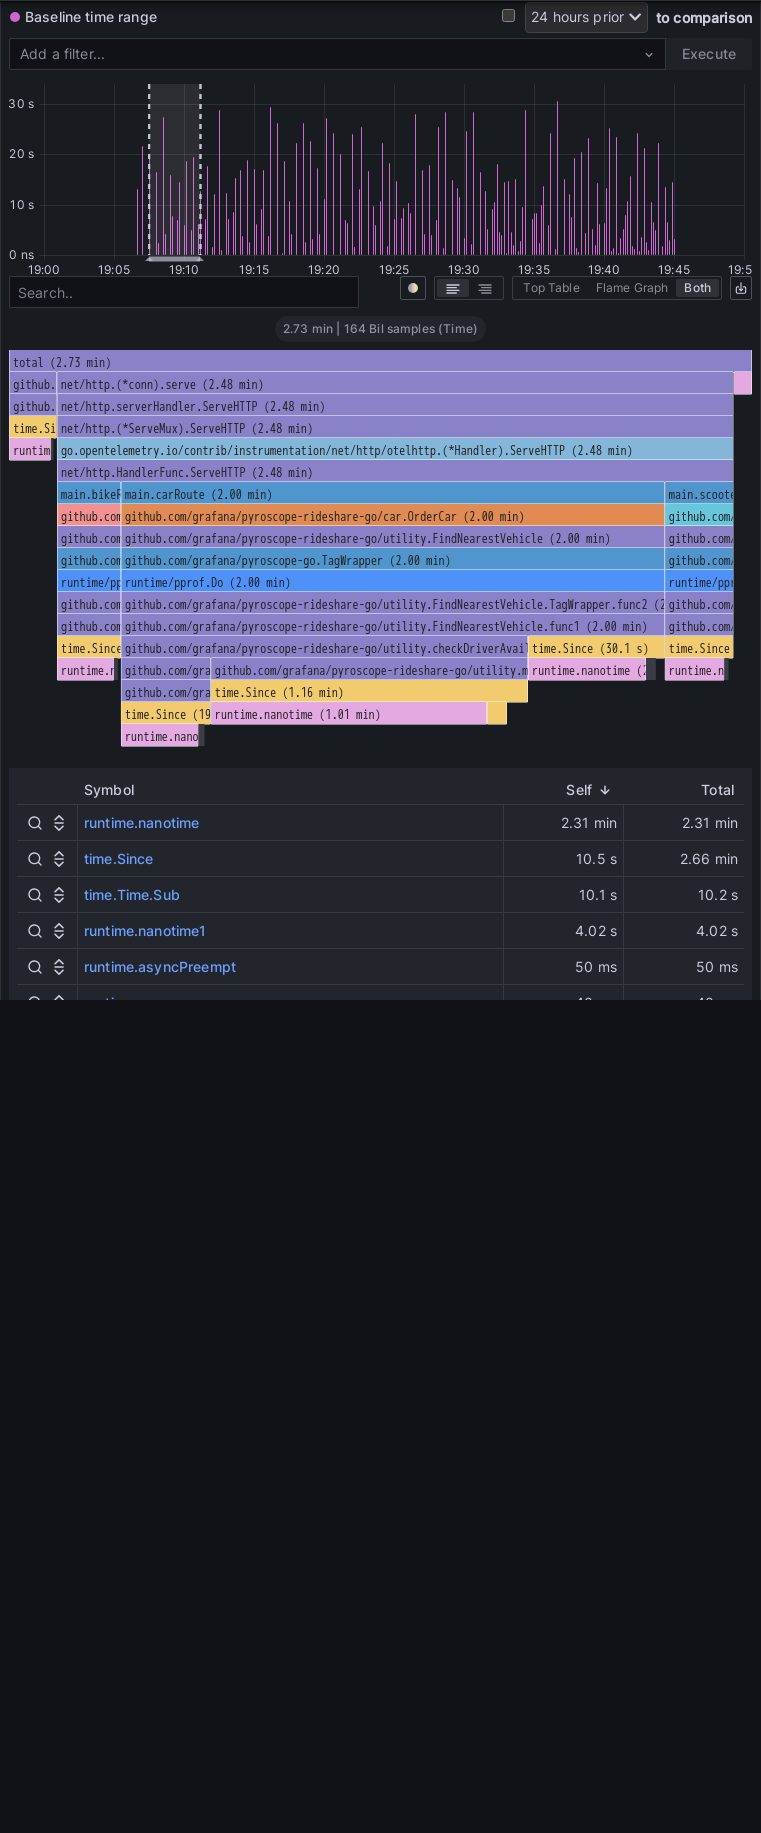 Baseline time range
24 hours prior to comparison
Add a filter...
Execute
30 s
20 s
10 s
0 ns
19:00 19:05 19:10 19:15 19:20 19:25 19:30 19:35 19:40 19:45 19:5
Search..
Top Table Flame Graph Both
2.73 min | 164 Bil samples (Time)
total (2.73 min)
github. net/http.(*conn).serve (2.48 min)
github. net/http.serverHandler.ServeHTTP (2.48 min)
time.Si net/http.(*ServeMux).ServeHTTP (2.48 min)
runtim go.opentelemetry.io/contrib/instrumentation/net/http/otelhttp.(*Handler).ServeHTTP (2.48 min)
net/http.HandlerFunc.ServeHTTP (2.48 min)
main.bikeR main.carRoute (2.00 min) main.scoote
github.com github.com/grafana/pyroscope-rideshare-go/car.OrderCar (2.00 min) github.com/
github.com github.com/grafana/pyroscope-rideshare-go/utility.FindNearestVehicle (2.00 min) github.com/
github.com github.com/grafana/pyroscope-go.TagWrapper (2.00 min) github.com/
runtime/pp runtime/pprof.Do (2.00 min) runtime/ppr
github.com github.com/grafana/pyroscope-rideshare-go/utility.FindNearestVehicle.TagWrapper.func2 (2 github.com/
github.com github.com/grafana/pyroscope-rideshare-go/utility.FindNearestVehicle.func1 (2.00 min) github.com/
time.Since github.com/grafana/pyroscope-rideshare-go/utility.checkDriverAvail time.Since (30.1 s) time.Since
runtime.n github.com/gra github.com/grafana/pyroscope-rideshare-go/utility.m runtime.nanotime (2 runtime.n
github.com/gra time.Since (1.16 min)
time.Since (19 runtime.nanotime (1.01 min)
runtime.nano
Symbol Self Total
runtime.nanotime 2.31 min 2.31 min
time.Since 10.5 s 2.66 min
time.Time.Sub 10.1 s 10.2 s
runtime.nanotime1 4.02 s 4.02 s
runtime.asyncPreempt 50 ms 50 ms